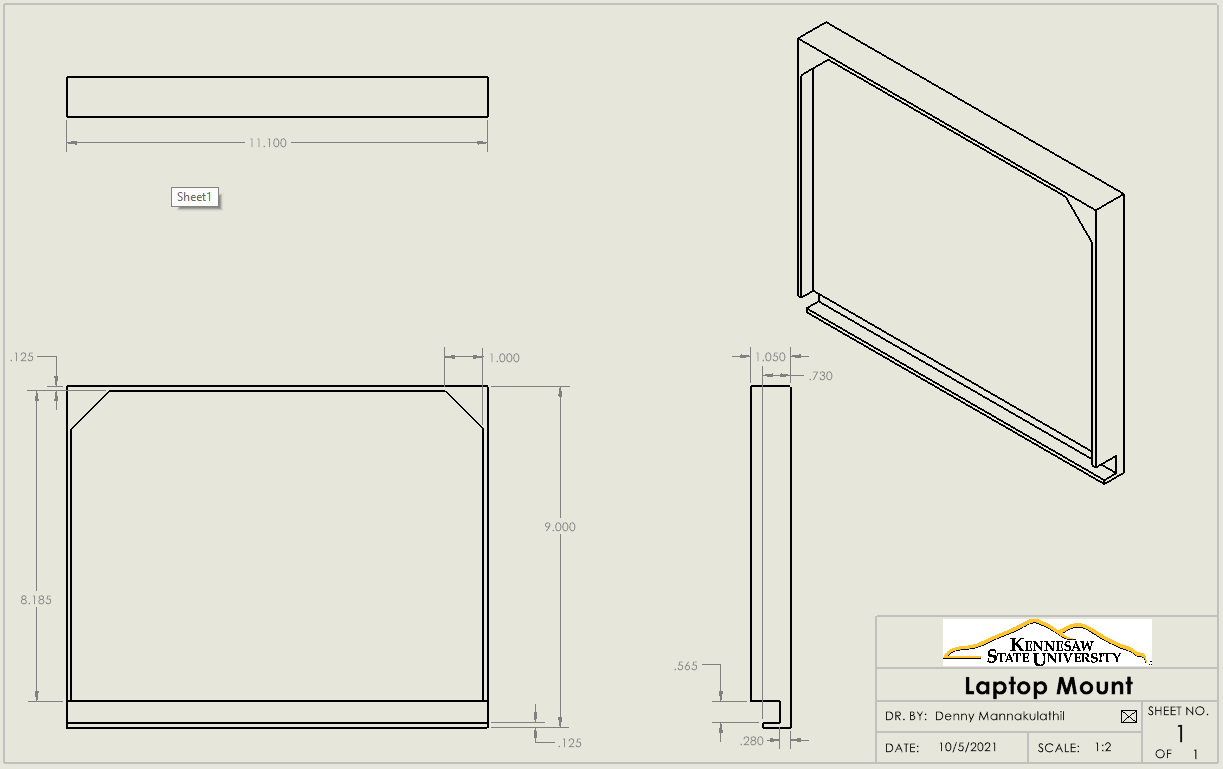 11.100
Sheet1
.125
1.000
1.050
.730
9.000
8.185
.565
.280
.125
KENNESAW
STATE UNIVERSITY
Laptop Mount
DR. BY: Denny Mannakulathil
SHEET NO.
1
OF 1
DATE: 10/5/2021
SCALE: 1:2